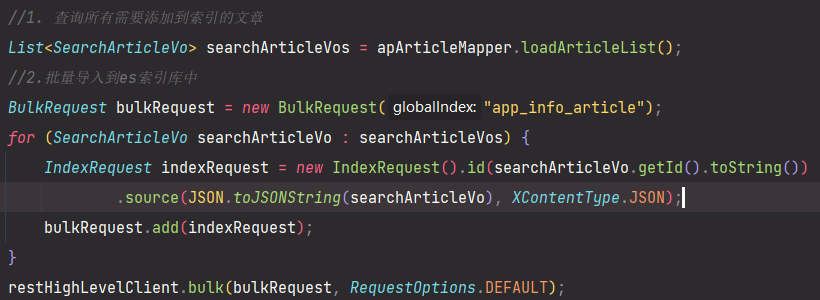 //1. 查询所有需要添加到索引的文章
List<SearchArticleVo> searchArticleVos = apArticleMapper.loadArticleList();
//2.批量导入到es索引库中
BulkRequest bulkRequest = new BulkRequest( globalIndex: "app_info_article");
for (SearchArticleVo searchArticleVo : searchArticleVos) {
    IndexRequest indexRequest = new IndexRequest().id(searchArticleVo.getId().toString())
            .source(JSON.toJSONString(searchArticleVo), XContentType.JSON);
    bulkRequest.add(indexRequest);
}
restHighLevelClient.bulk(bulkRequest, RequestOptions.DEFAULT);